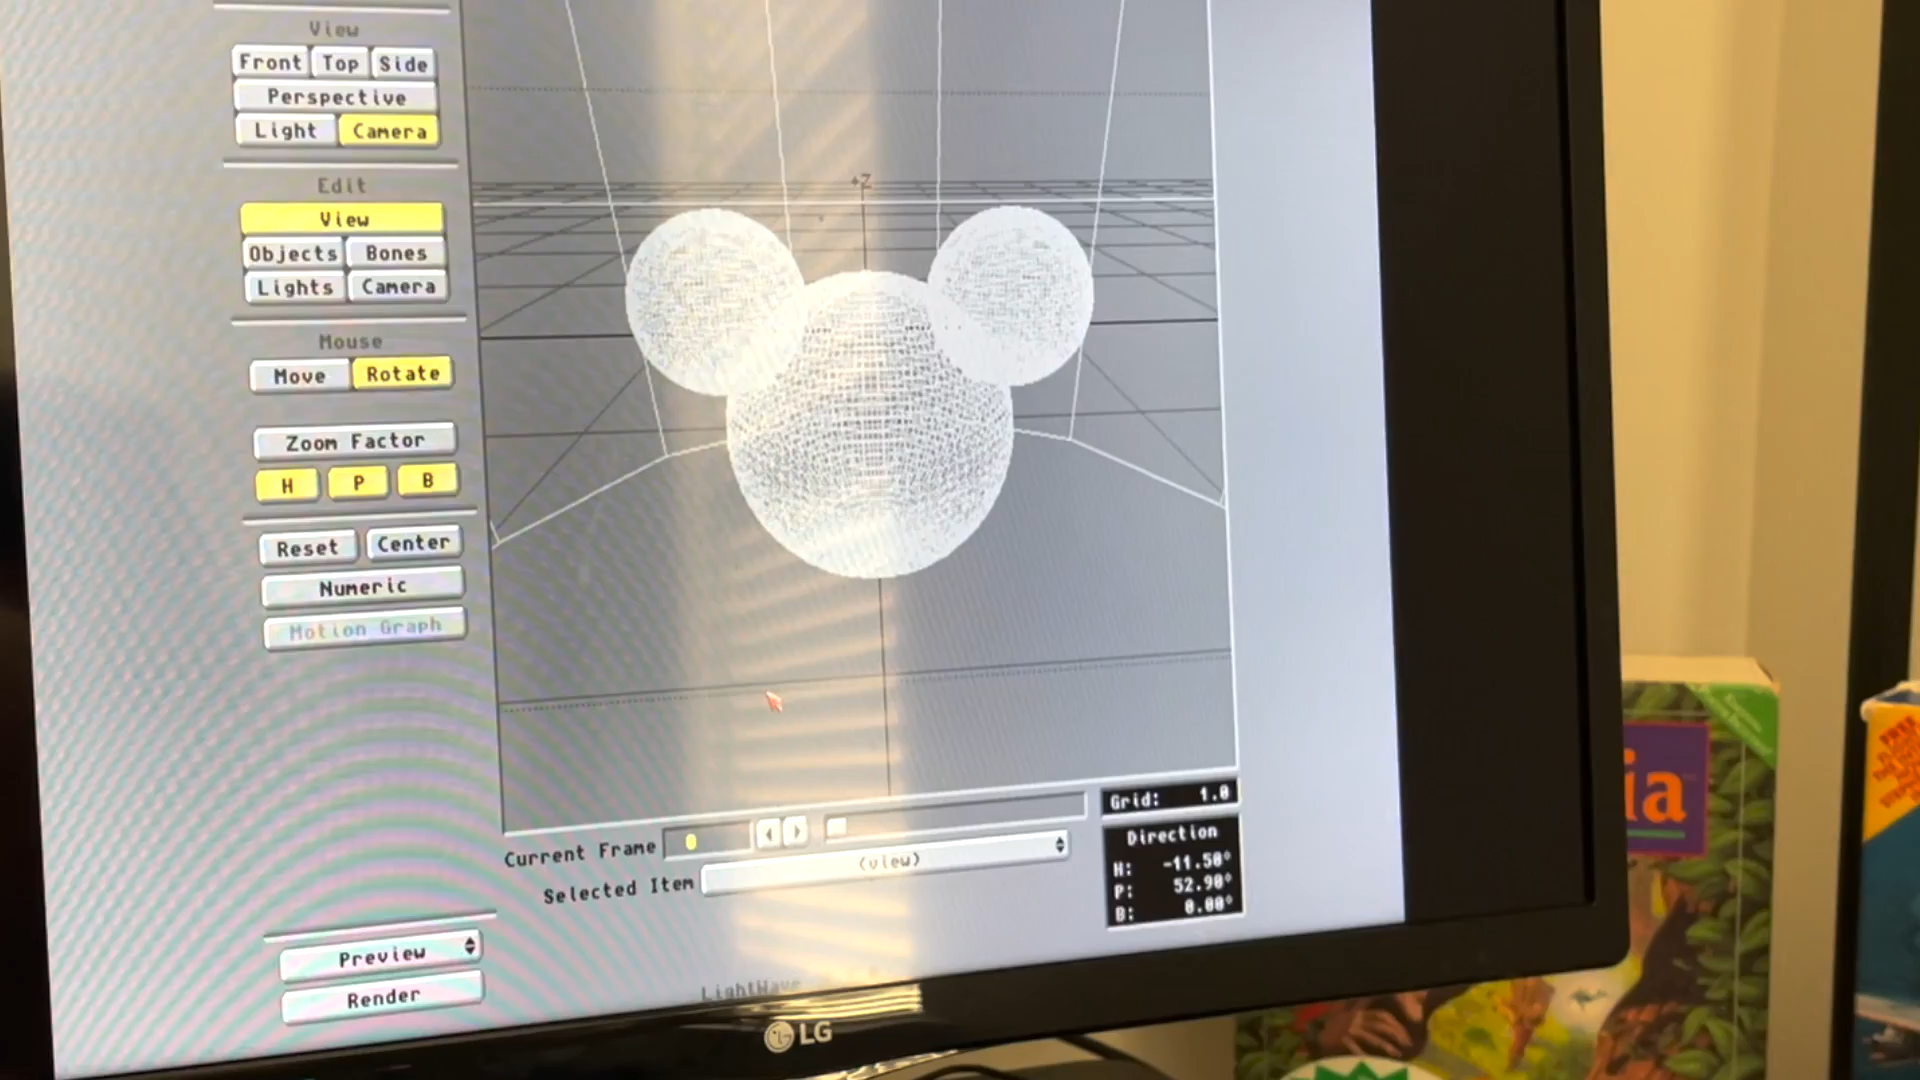 View
Front Top Side
Perspective
Light Camera
Edit
View
Objects Bones
Lights Camera
Mouse
Move Rotate
Zoom Factor
H P B
Reset Center
Numeric
Motion Graph
+Z
Grid: 1.0
Direction
H: -11.50°
P: 52.90°
B: 0.00°
Current Frame 0
Selected Item (view)
Preview
Render
LightWave
LG
ia
FREE